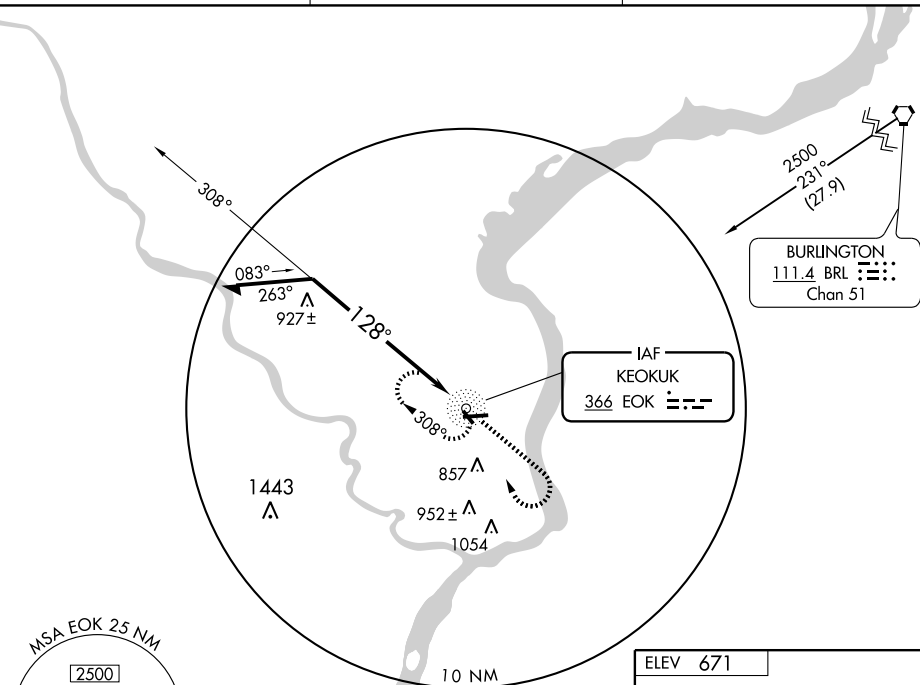 2500
231°
(27.9)
308°
BURLINGTON
111.4 BRL
Chan 51
083°
263°
927±
128°
IAF
KEOKUK
366 EOK
308°
857
1443
952±
1054
MSA EOK 25 NM
2500
10 NM
ELEV 671